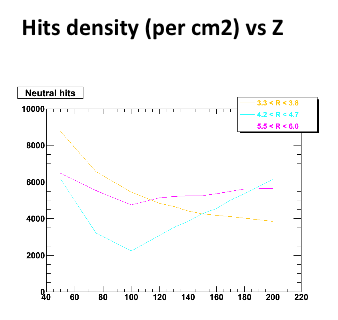 Hits density (per cm2) vs Z
Neutral hits
3.3 < R < 3.8
4.2 < R < 4.7
5.5 < R < 6.0
10000
8000
6000
4000
2000
0
40 60 80 100 120 140 160 180 200 220